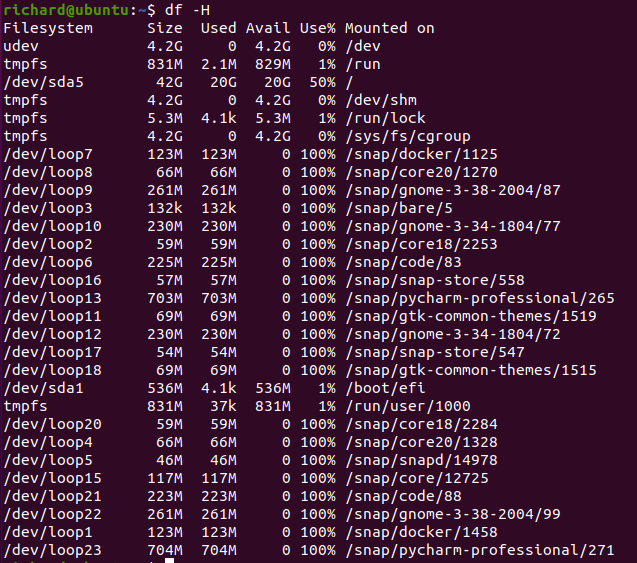 richard@ubuntu:~$ df -H
Filesystem      Size  Used Avail Use% Mounted on
udev            4.2G     0  4.2G   0% /dev
tmpfs           831M  2.1M  829M   1% /run
/dev/sda5        42G   20G   20G  50% /
tmpfs           4.2G     0  4.2G   0% /dev/shm
tmpfs           5.3M  4.1k  5.3M   1% /run/lock
tmpfs           4.2G     0  4.2G   0% /sys/fs/cgroup
/dev/loop7      123M  123M     0 100% /snap/docker/1125
/dev/loop8       66M   66M     0 100% /snap/core20/1270
/dev/loop9      261M  261M     0 100% /snap/gnome-3-38-2004/87
/dev/loop3      132k  132k     0 100% /snap/bare/5
/dev/loop10     230M  230M     0 100% /snap/gnome-3-34-1804/77
/dev/loop2       59M   59M     0 100% /snap/core18/2253
/dev/loop6      225M  225M     0 100% /snap/code/83
/dev/loop16      57M   57M     0 100% /snap/snap-store/558
/dev/loop13     703M  703M     0 100% /snap/pycharm-professional/265
/dev/loop11      69M   69M     0 100% /snap/gtk-common-themes/1519
/dev/loop12     230M  230M     0 100% /snap/gnome-3-34-1804/72
/dev/loop17      54M   54M     0 100% /snap/snap-store/547
/dev/loop18      69M   69M     0 100% /snap/gtk-common-themes/1515
/dev/sda1       536M  4.1k  536M   1% /boot/efi
tmpfs           831M   37k  831M   1% /run/user/1000
/dev/loop20      59M   59M     0 100% /snap/core18/2284
/dev/loop4       66M   66M     0 100% /snap/core20/1328
/dev/loop5       46M   46M     0 100% /snap/snapd/14978
/dev/loop15     117M  117M     0 100% /snap/core/12725
/dev/loop21     223M  223M     0 100% /snap/code/88
/dev/loop22     261M  261M     0 100% /snap/gnome-3-38-2004/99
/dev/loop1      123M  123M     0 100% /snap/docker/1458
/dev/loop23     704M  704M     0 100% /snap/pycharm-professional/271